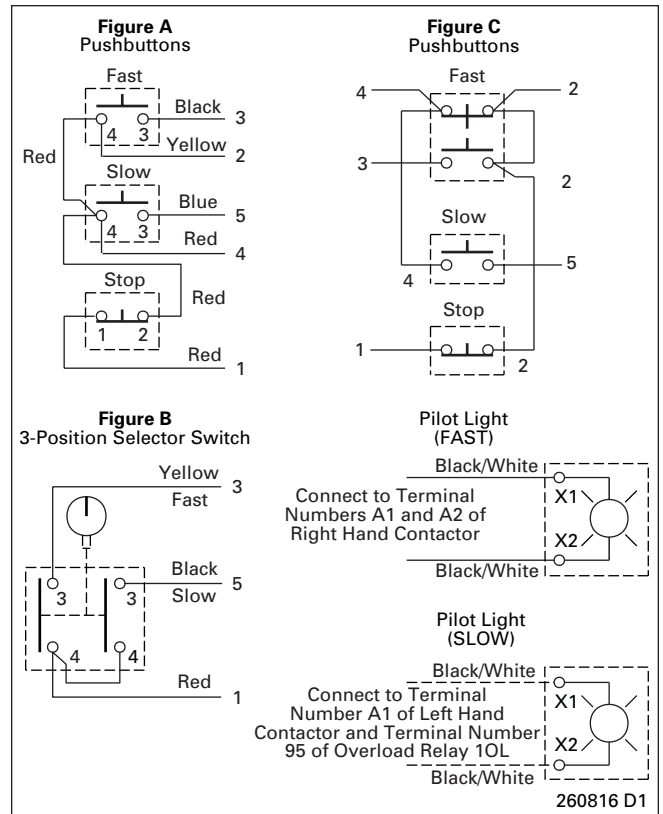 Figure A
Pushbuttons
Fast
Black
3
4 3
Yellow
2
Red
Slow
Blue
5
4 3
Red
4
Stop
Red
1 2
Red
1
Figure C
Pushbuttons
Fast
4
2
3
2
Slow
5
4
Stop
1
2
Figure B
3-Position Selector Switch
Yellow
3
Fast
Black
5
3 3
Slow
4 4
Red
1
Pilot Light
(FAST)
Black/White
X1
Connect to Terminal
Numbers A1 and A2 of
Right Hand Contactor
X2
Black/White
Pilot Light
(SLOW)
Black/White
X1
Connect to Terminal
Number A1 of Left Hand
Contactor and Terminal Number
95 of Overload Relay 1OL
X2
Black/White
260816 D1